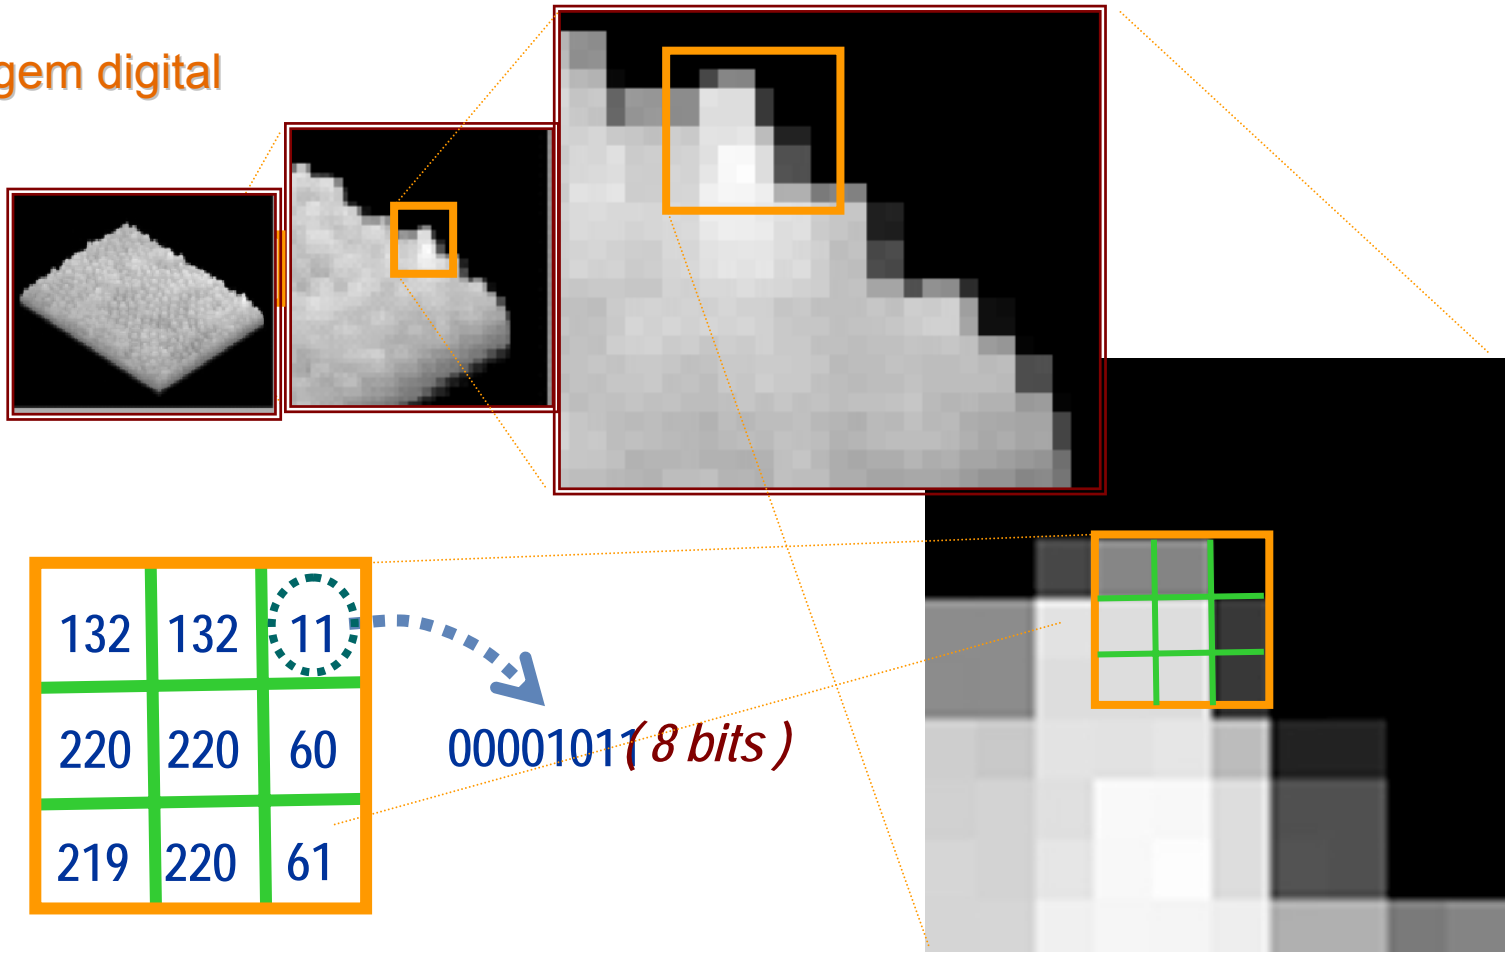 gem digital
132 132 11
220 220 60
219 220 61
00001011 ( 8 bits )